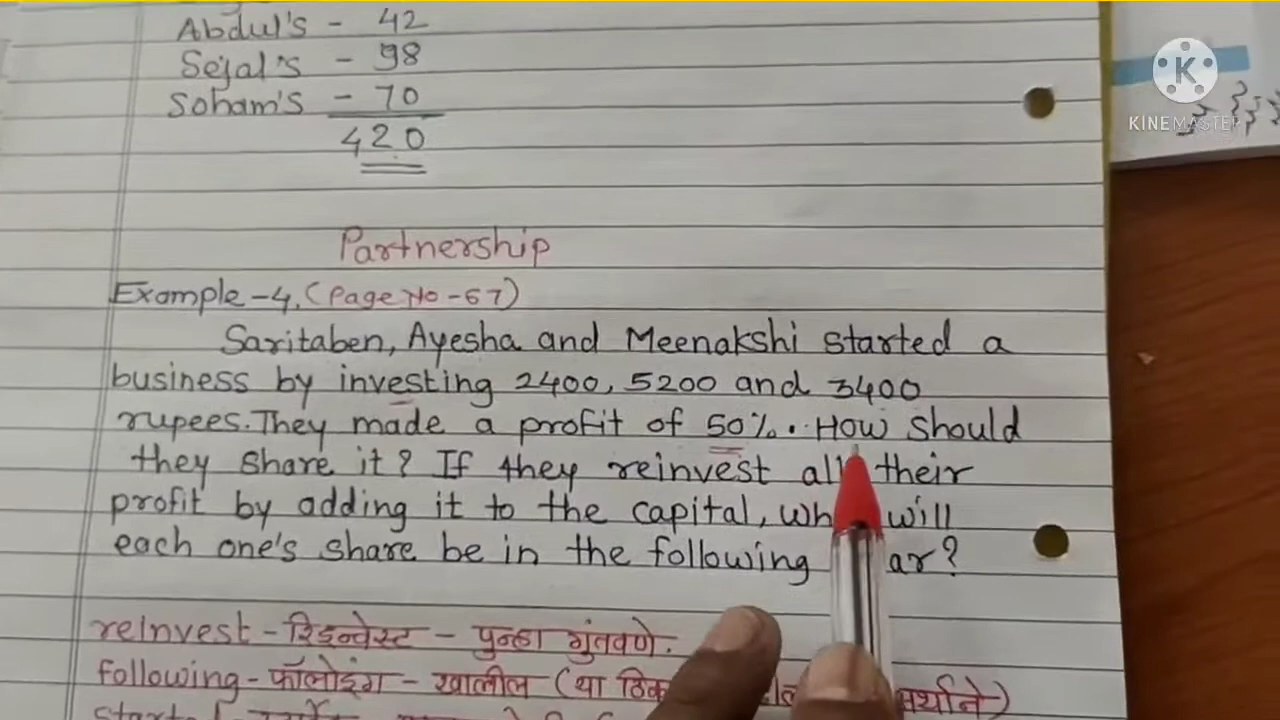 Abdul's - 42
Sejal's - 98
Soham's - 70
420
KINEMASTER
Partnership
Example-4. (Page No-67)
Saritaben, Ayesha and Meenakshi started a
business by investing 2400, 5200 and 3400
rupees. They made a profit of 50%. How should
they share it? If they reinvest all their
profit by adding it to the capital, will
each one's share be in the following
reInvest - रिइन्वेस्ट - पुन्हा गुंतवणे.
following - फॉलोइंग - खालील (या